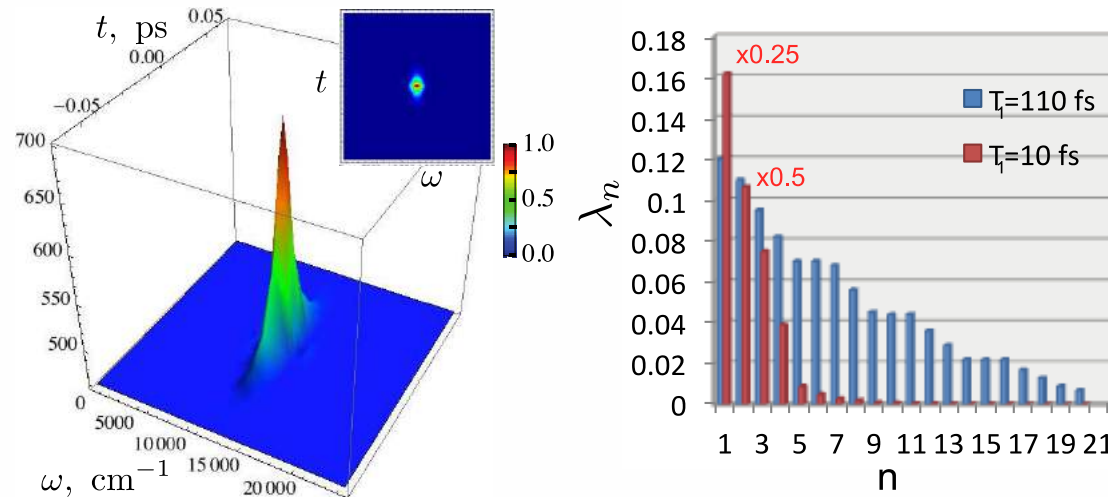 t, ps
0.05
0.00
−0.05
700
650
600
550
500
0
5000
10 000
15 000
20 000
ω, cm⁻¹
t
ω
1.0
0.5
0.0
λn
0.18
0.16
0.14
0.12
0.1
0.08
0.06
0.04
0.02
0
x0.25
x0.5
T₁=110 fs
T₁=10 fs
1 3 5 7 9 11 13 15 17 19 21
n